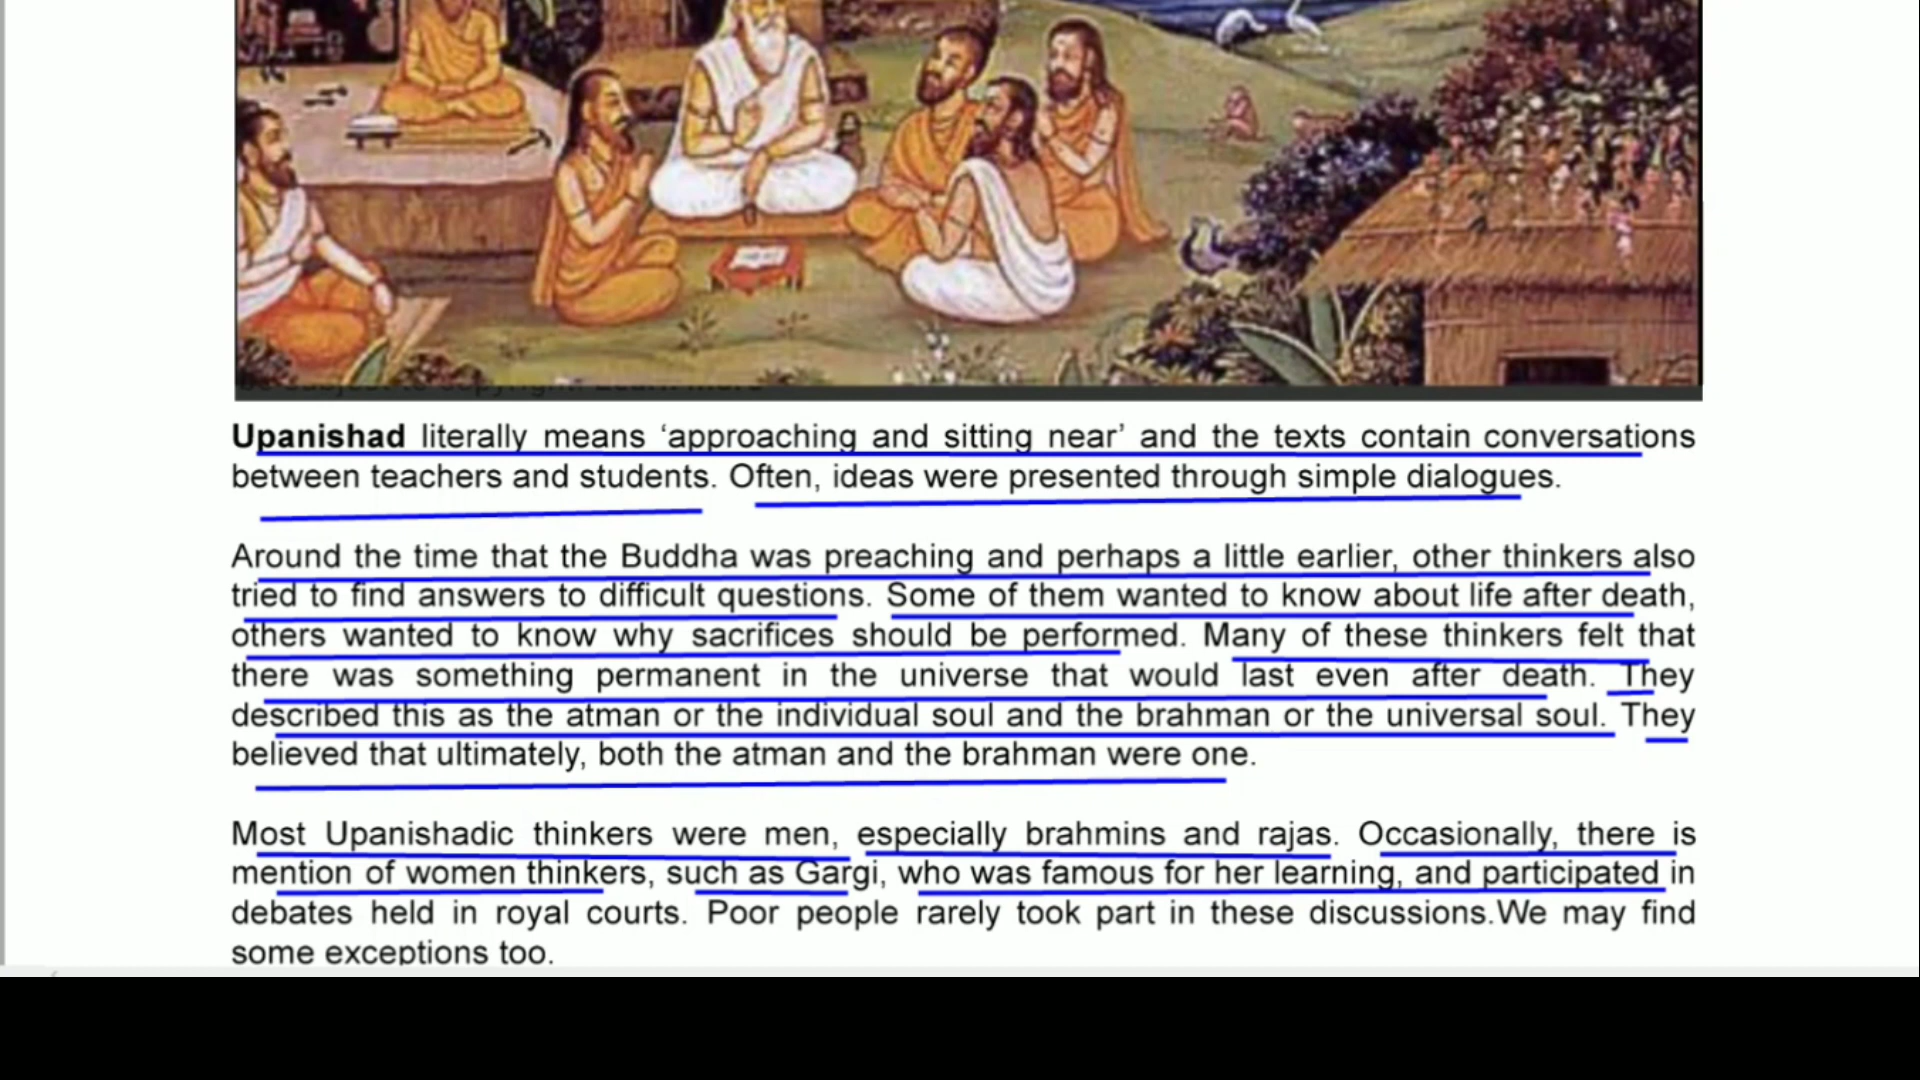 Upanishad literally means ‘approaching and sitting near’ and the texts contain conversations
between teachers and students. Often, ideas were presented through simple dialogues.
Around the time that the Buddha was preaching and perhaps a little earlier, other thinkers also
tried to find answers to difficult questions. Some of them wanted to know about life after death,
others wanted to know why sacrifices should be performed. Many of these thinkers felt that
there was something permanent in the universe that would last even after death. They
described this as the atman or the individual soul and the brahman or the universal soul. They
believed that ultimately, both the atman and the brahman were one.
Most Upanishadic thinkers were men, especially brahmins and rajas. Occasionally, there is
mention of women thinkers, such as Gargi, who was famous for her learning, and participated in
debates held in royal courts. Poor people rarely took part in these discussions.We may find
some exceptions too.